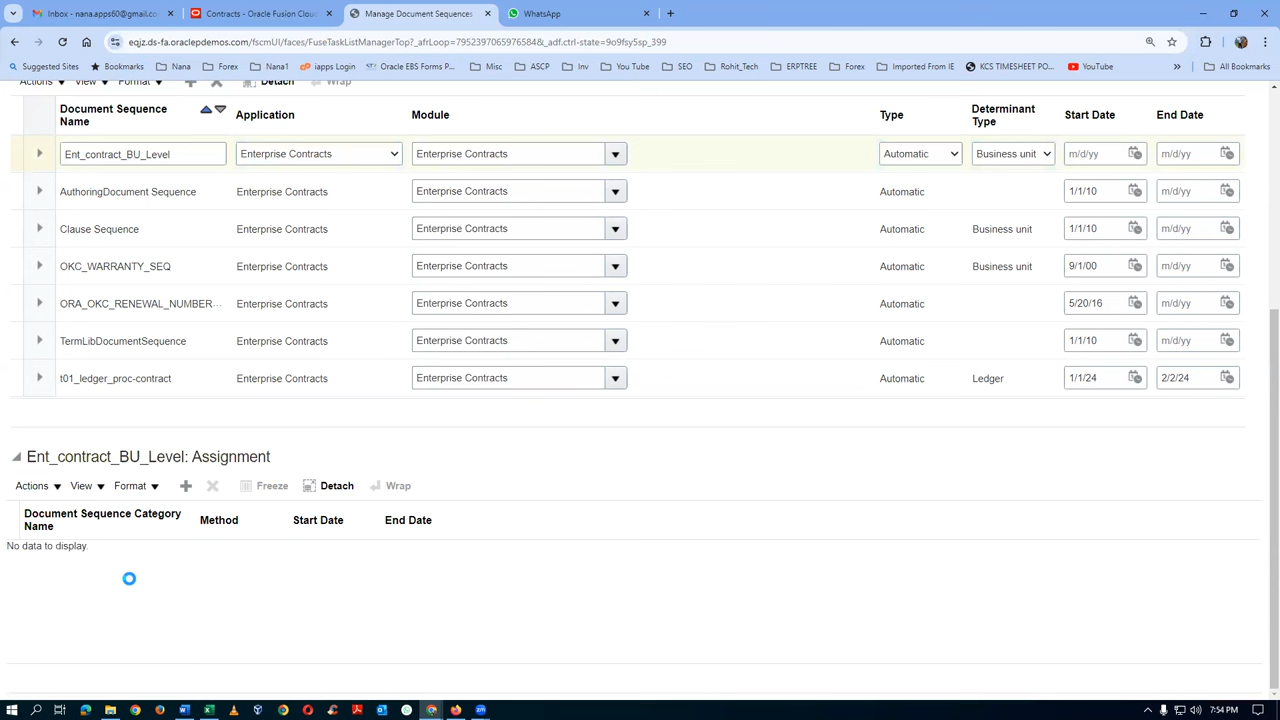 Inbox - nana.apps60@gmail.co
Contracts - Oracle Fusion Cloud
Manage Document Sequences
WhatsApp
eqjz.ds-fa.oraclepdemos.com/fscmUI/faces/FuseTaskListManagerTop?_afrLoop=7952397065976584&_adf.ctrl-state=9o9fsy5sp_399
Suggested Sites Booking Nana Forex Nana1 iapps Login Oracle EBS Forms P... Misc ASCP Inv You Tube SEO Rohit_Tech ERPTREE Forex Imported From IE KCS TIMESHEET PO... YouTube » All Bookmarks
Actions View Format Detach Wrap
Document Sequence Name Application Module Type Determinant Type Start Date End Date
Ent_contract_BU_Level Enterprise Contracts Enterprise Contracts Automatic Business unit m/d/yy m/d/yy
AuthoringDocument Sequence Enterprise Contracts Enterprise Contracts Automatic 1/1/10 m/d/yy
Clause Sequence Enterprise Contracts Enterprise Contracts Automatic Business unit 1/1/10 m/d/yy
OKC_WARRANTY_SEQ Enterprise Contracts Enterprise Contracts Automatic Business unit 9/1/00 m/d/yy
ORA_OKC_RENEWAL_NUMBER... Enterprise Contracts Enterprise Contracts Automatic 5/20/16 m/d/yy
TermLibDocumentSequence Enterprise Contracts Enterprise Contracts Automatic 1/1/10 m/d/yy
t01_ledger_proc-contract Enterprise Contracts Enterprise Contracts Automatic Ledger 1/1/24 2/2/24
Ent_contract_BU_Level: Assignment
Actions View Format Freeze Detach Wrap
Document Sequence Category Name Method Start Date End Date
No data to display.
7:54 PM